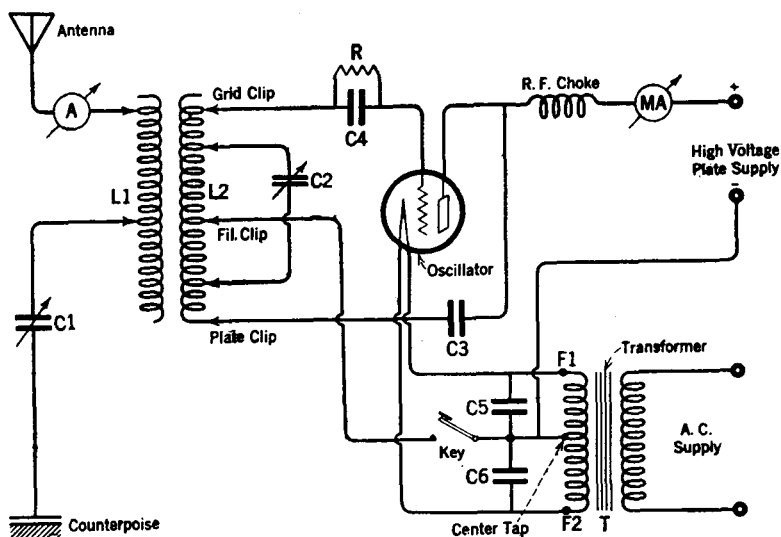 Antenna
A
L1
L2
Grid Clip
R
C4
R.F. Choke
MA
+
High Voltage
Plate Supply
-
C2
Fil. Clip
Oscillator
C1
Plate Clip
C3
F1
Transformer
C5
Key
C6
A. C.
Supply
Center Tap
F2
T
Counterpoise